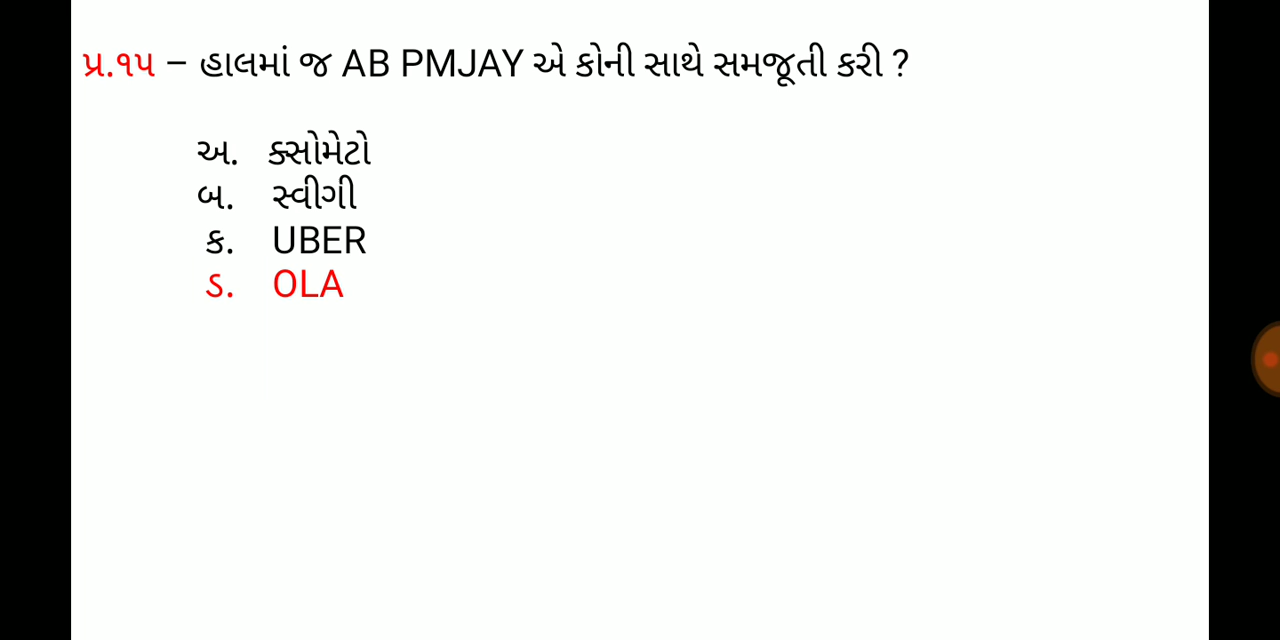 પ્ર.૧૫ – હાલમાં જ AB PMJAY એ કોની સાથે સમજૂતી કરી ?
અ. ક્સોમેટો
બ. સ્વીગી
ક. UBER
ડ. OLA